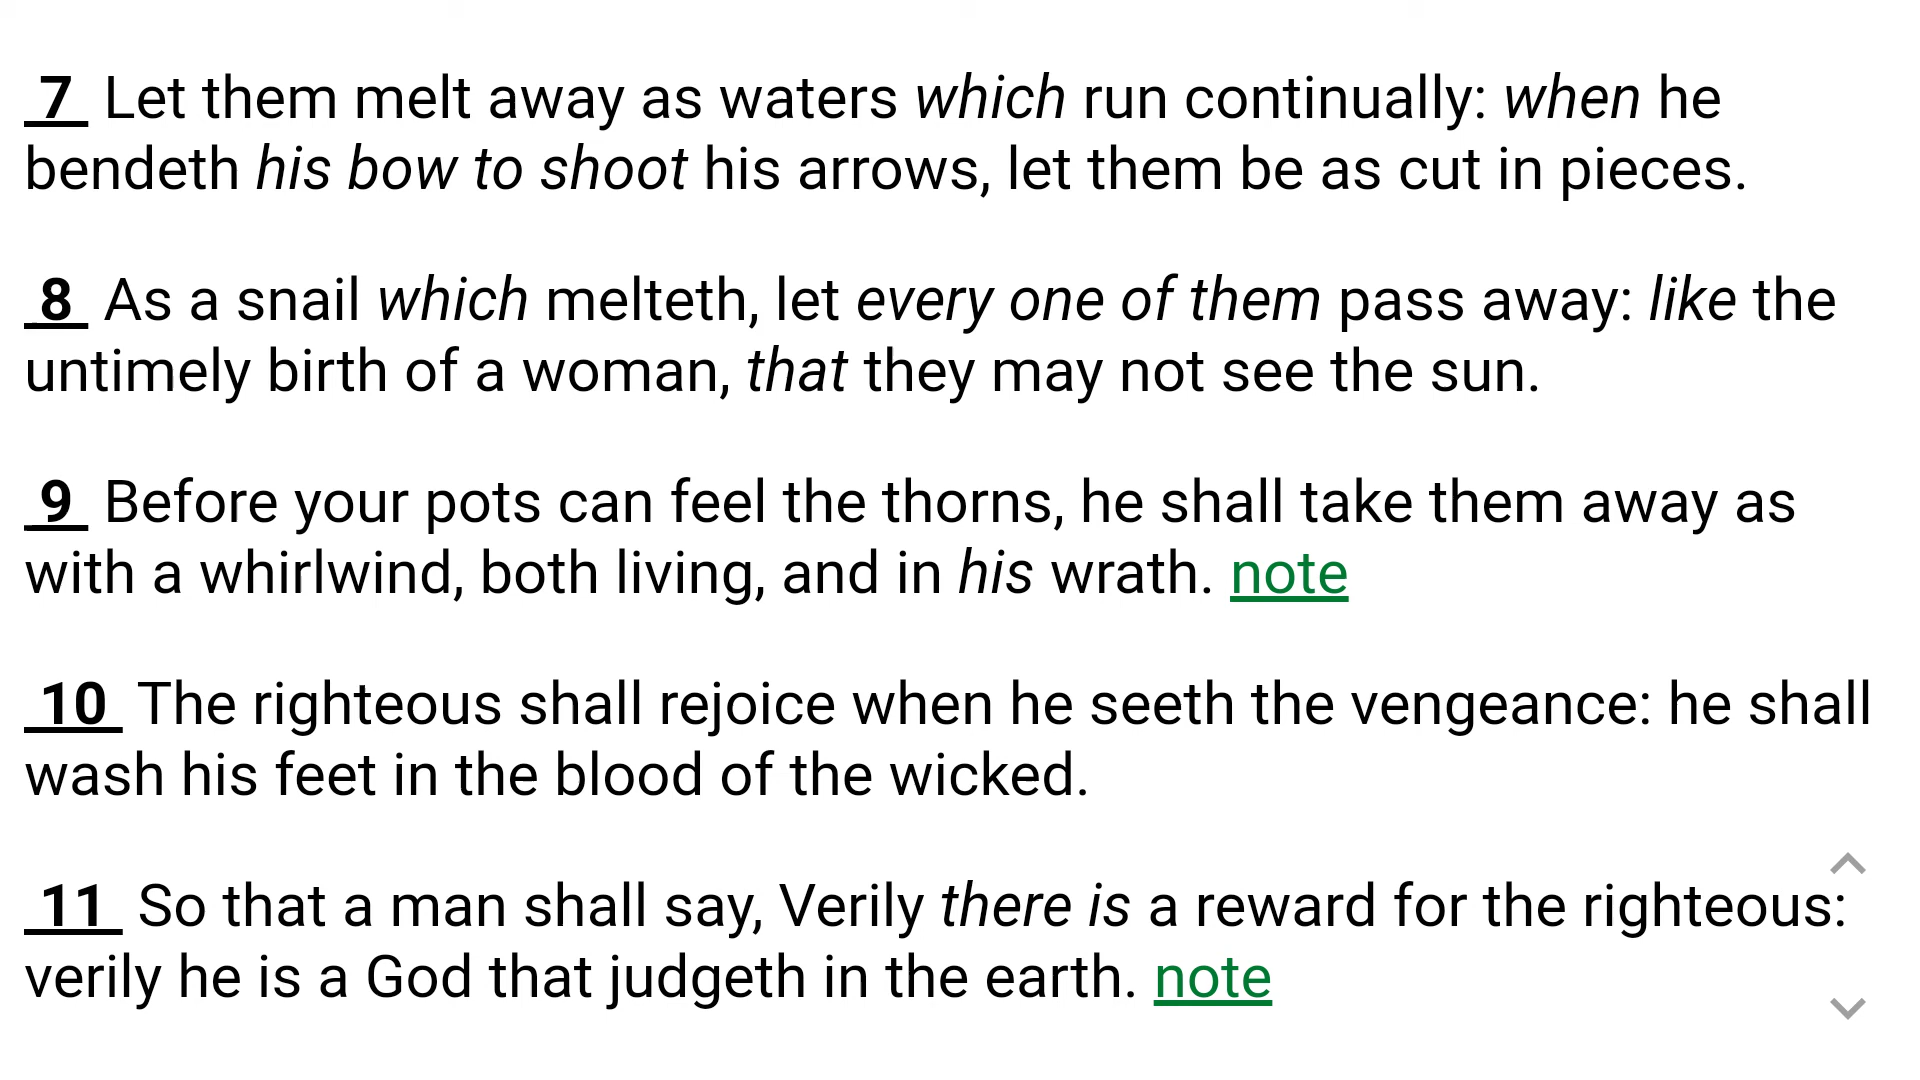 7 Let them melt away as waters which run continually: when he
bendeth his bow to shoot his arrows, let them be as cut in pieces.
8 As a snail which melteth, let every one of them pass away: like the
untimely birth of a woman, that they may not see the sun.
9 Before your pots can feel the thorns, he shall take them away as
with a whirlwind, both living, and in his wrath. note
10 The righteous shall rejoice when he seeth the vengeance: he shall
wash his feet in the blood of the wicked.
11 So that a man shall say, Verily there is a reward for the righteous:
verily he is a God that judgeth in the earth. note